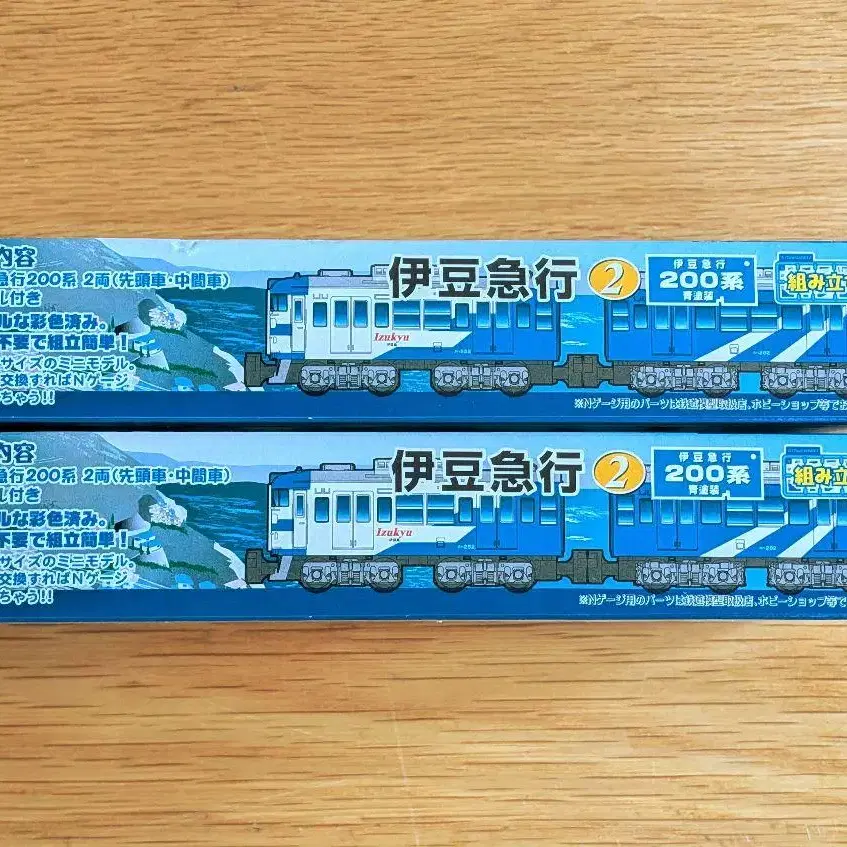 内容
急行200系 2両(先頭車・中間車)
ル付き
ルな彩色済み。
不要で組立簡単!
サイズのミニモデル。
交換すればNゲージ
ちゃう!!
伊豆急行 2
伊豆急行
200系
青塗装
組み立
Izukyu
※Nゲージ用のパーツは鉄道模型取扱店、ホビーショップ等でお
内容
急行200系 2両(先頭車・中間車)
ル付き
ルな彩色済み。
不要で組立簡単!
サイズのミニモデル。
交換すればNゲージ
ちゃう!!
伊豆急行 2
伊豆急行
200系
青塗装
組み立
Izukyu
※Nゲージ用のパーツは鉄道模型取扱店、ホビーショップ等で